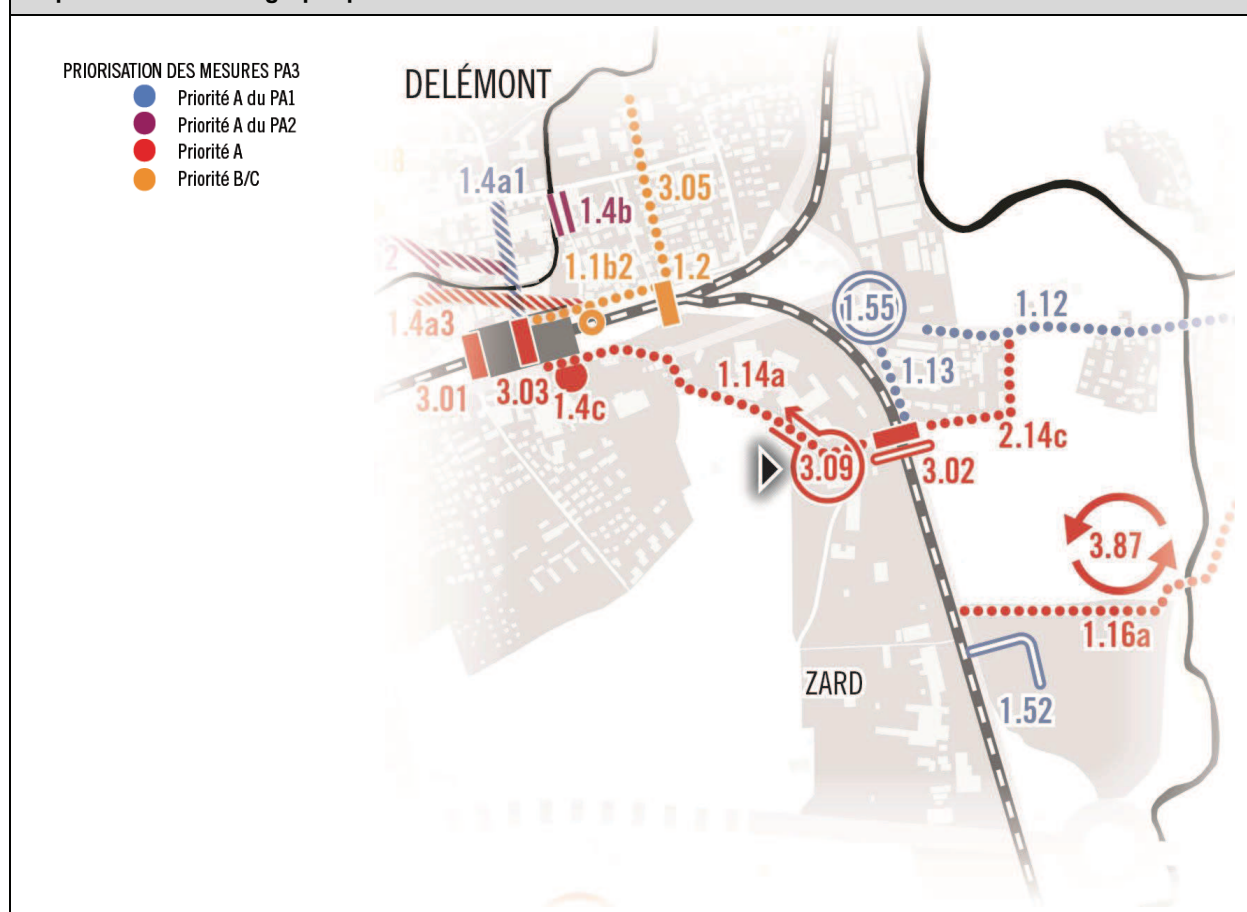 PRIORISATION DES MESURES PA3
Priorité A du PA1
Priorité A du PA2
Priorité A
Priorité B/C
DELÉMONT
1.4a1
1.4b
3.05
1.1b2
1.2
2
1.4a3
1.55
1.12
1.13
3.01
3.03
1.4c
1.14a
2.14c
3.09
3.02
3.87
1.16a
ZARD
1.52